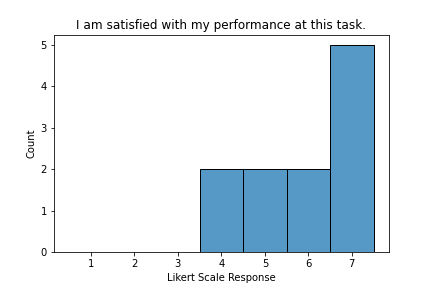 I am satisfied with my performance at this task.
5
4
3
2
1
0
Count
1 2 3 4 5 6 7
Likert Scale Response